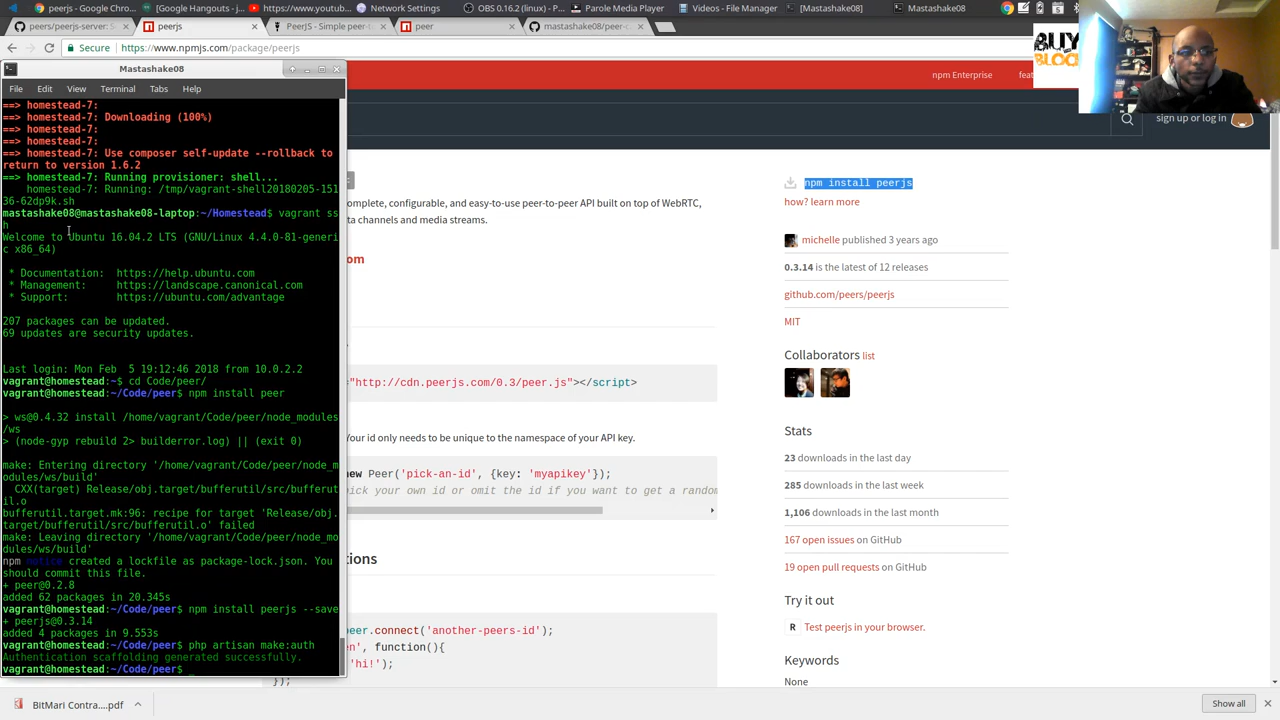 peers/peerjs - Google Chro
Google Hangouts -
https://www.youtube
Network Settings
OBS 0.16.2 (linux) - P
Parole Media Player
[Mastashake08]
[Mastashake08]
peers/peerjs-server: S
peerjs
PeerJS - Simple peer-t
peer
mastashake08/peer-c
Secure
https://www.npmjs.com/package/peerjs
BUY
BLOC
Mastashake08
npm Enterprise
feat
File Edit View Terminal Tabs Help
sign up or log in
==> homestead-7:
==> homestead-7: Downloading (100%)
==> homestead-7:
==> homestead-7:
==> homestead-7: Use composer self-update --rollback to
return to version 1.6.2
==> homestead-7: Running provisioner: shell...
homestead-7: Running: /tmp/vagrant-shell20180205-151
36-62dp9k.sh
mastashake08@mastashake08-laptop:~/Homestead$ vagrant ss
h
Welcome to Ubuntu 16.04.2 LTS (GNU/Linux 4.4.0-81-generi
c x86_64)
* Documentation: https://help.ubuntu.com
* Management: https://landscape.canonical.com
* Support: https://ubuntu.com/advantage
207 packages can be updated.
69 updates are security updates.
Last login: Mon Feb 5 19:12:46 2018 from 10.0.2.2
vagrant@homestead:~$ cd Code/peer/
vagrant@homestead:~/Code/peer$ npm install peer
> ws@0.4.32 install /home/vagrant/Code/peer/node_modules
/ws
> (node-gyp rebuild 2> builderror.log) || (exit 0)
make: Entering directory '/home/vagrant/Code/peer/node_m
odules/ws/build'
CXX(target) Release/obj.target/bufferutil/src/bufferut
il.o
bufferutil.target.mk:96: recipe for target 'Release/obj.
target/bufferutil/src/bufferutil.o' failed
make: Leaving directory '/home/vagrant/Code/peer/node_mo
dules/ws/build'
npm notice created a lockfile as package-lock.json. You
should commit this file.
+ peer@0.2.8
added 62 packages in 20.345s
vagrant@homestead:~/Code/peer$ npm install peerjs --save
+ peerjs@0.3.14
added 4 packages in 9.553s
vagrant@homestead:~/Code/peer$ php artisan make:auth
Authentication scaffolding generated successfully.
vagrant@homestead:~/Code/peer$ _
omplete, configurable, and easy-to-use peer-to-peer API built on top of WebRTC,
ta channels and media streams.
om
="http://cdn.peerjs.com/0.3/peer.js"></script>
Your id only needs to be unique to the namespace of your API key.
new Peer('pick-an-id', {key: 'myapikey'});
pick your own id or omit the id if you want to get a random
tions
peer.connect('another-peers-id');
en', function(){
'hi!');
});
npm install peerjs
how? learn more
michelle published 3 years ago
0.3.14 is the latest of 12 releases
github.com/peers/peerjs
MIT
Collaborators list
Stats
23 downloads in the last day
285 downloads in the last week
1,106 downloads in the last month
167 open issues on GitHub
19 open pull requests on GitHub
Try it out
R Test peerjs in your browser.
Keywords
None
BitMari Contra....pdf
Show all